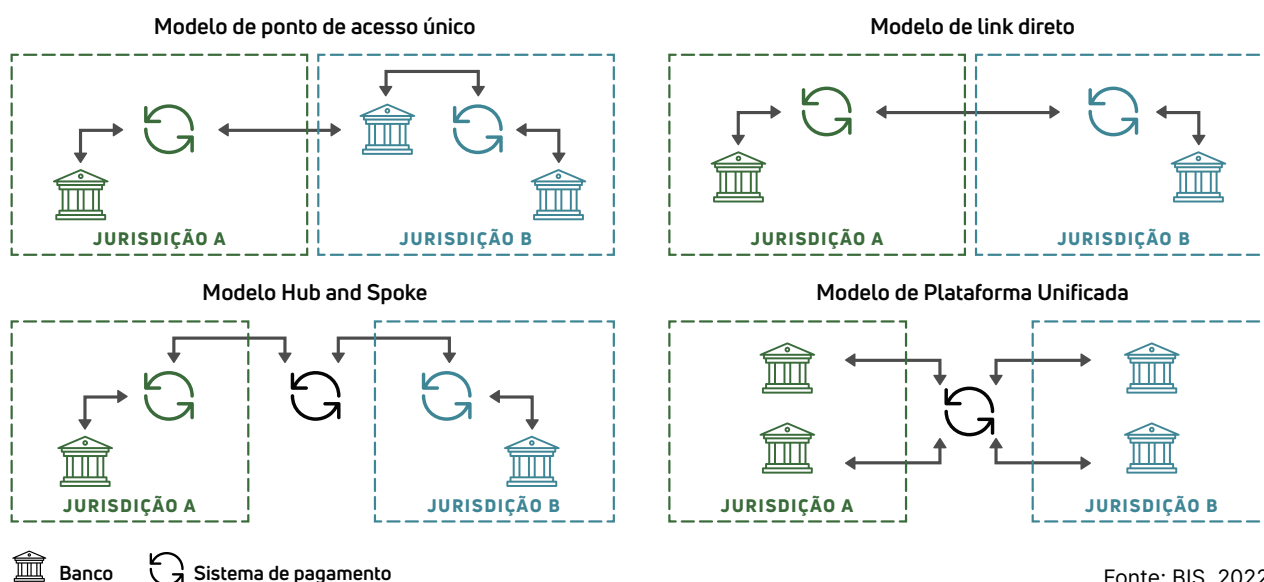 Modelo de ponto de acesso único
Modelo de link direto
JURISDIÇÃO A
JURISDIÇÃO B
JURISDIÇÃO A
JURISDIÇÃO B
Modelo Hub and Spoke
Modelo de Plataforma Unificada
JURISDIÇÃO A
JURISDIÇÃO B
JURISDIÇÃO A
JURISDIÇÃO B
Banco
Sistema de pagamento
Fonte: BIS, 2022